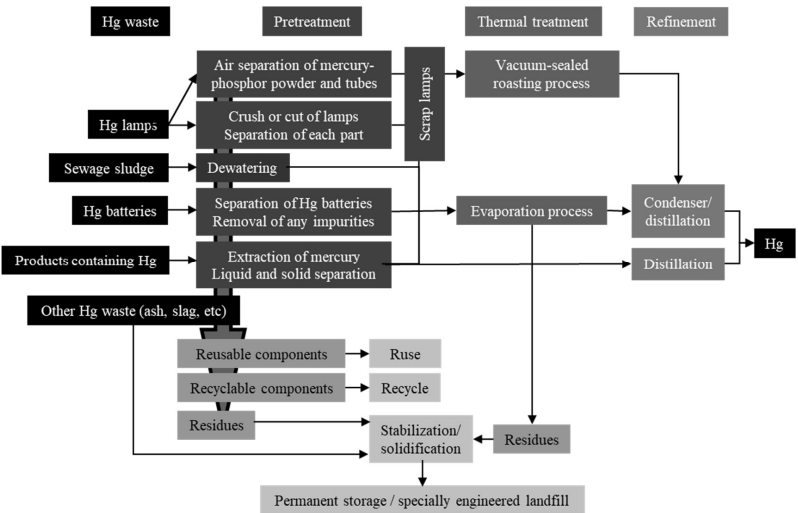 Hg waste
Pretreatment
Thermal treatment
Refinement
Air separation of mercury-
phosphor powder and tubes
Vacuum-sealed
roasting process
Hg lamps
Crush or cut of lamps
Separation of each part
Scrap lamps
Sewage sludge
Dewatering
Hg batteries
Separation of Hg batteries
Removal of any impurities
Evaporation process
Condenser/
distillation
Hg
Products containing Hg
Extraction of mercury
Liquid and solid separation
Distillation
Other Hg waste (ash, slag, etc)
Reusable components
Ruse
Recyclable components
Recycle
Residues
Stabilization/
solidification
Residues
Permanent storage / specially engineered landfill